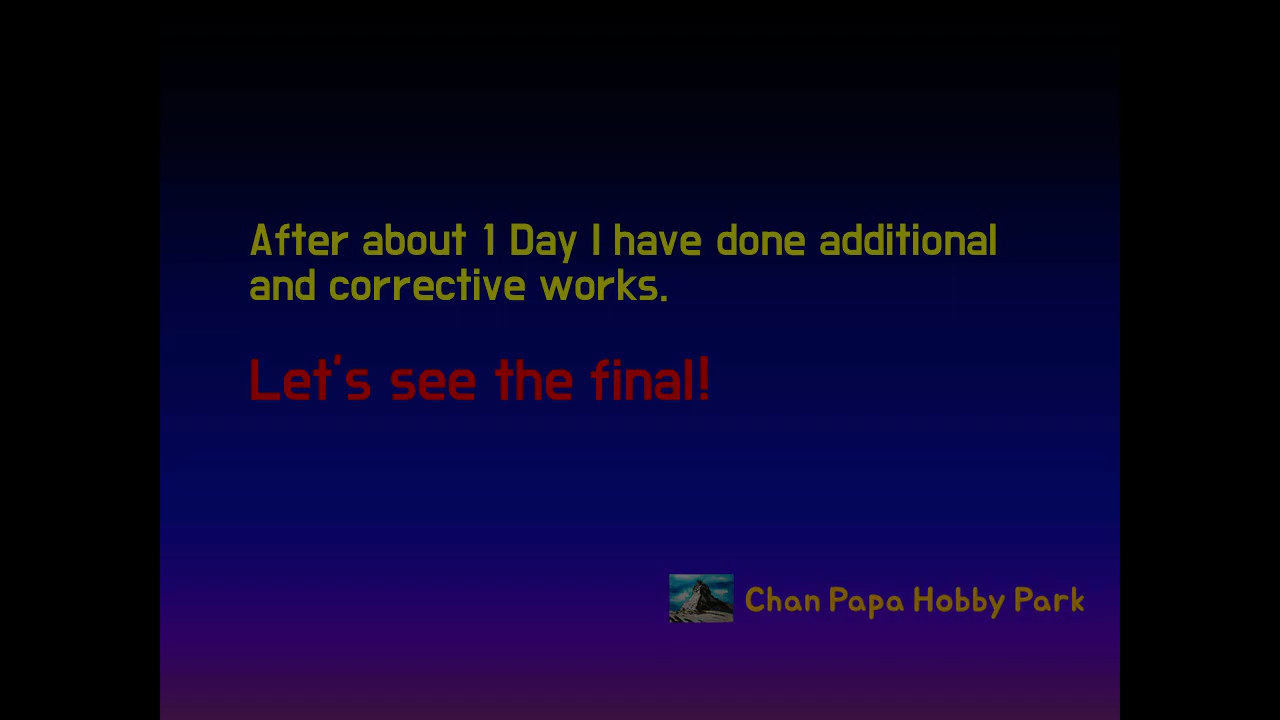 After about 1 Day I have done additional
and corrective works.
Let's see the final!
Chan Papa Hobby Park